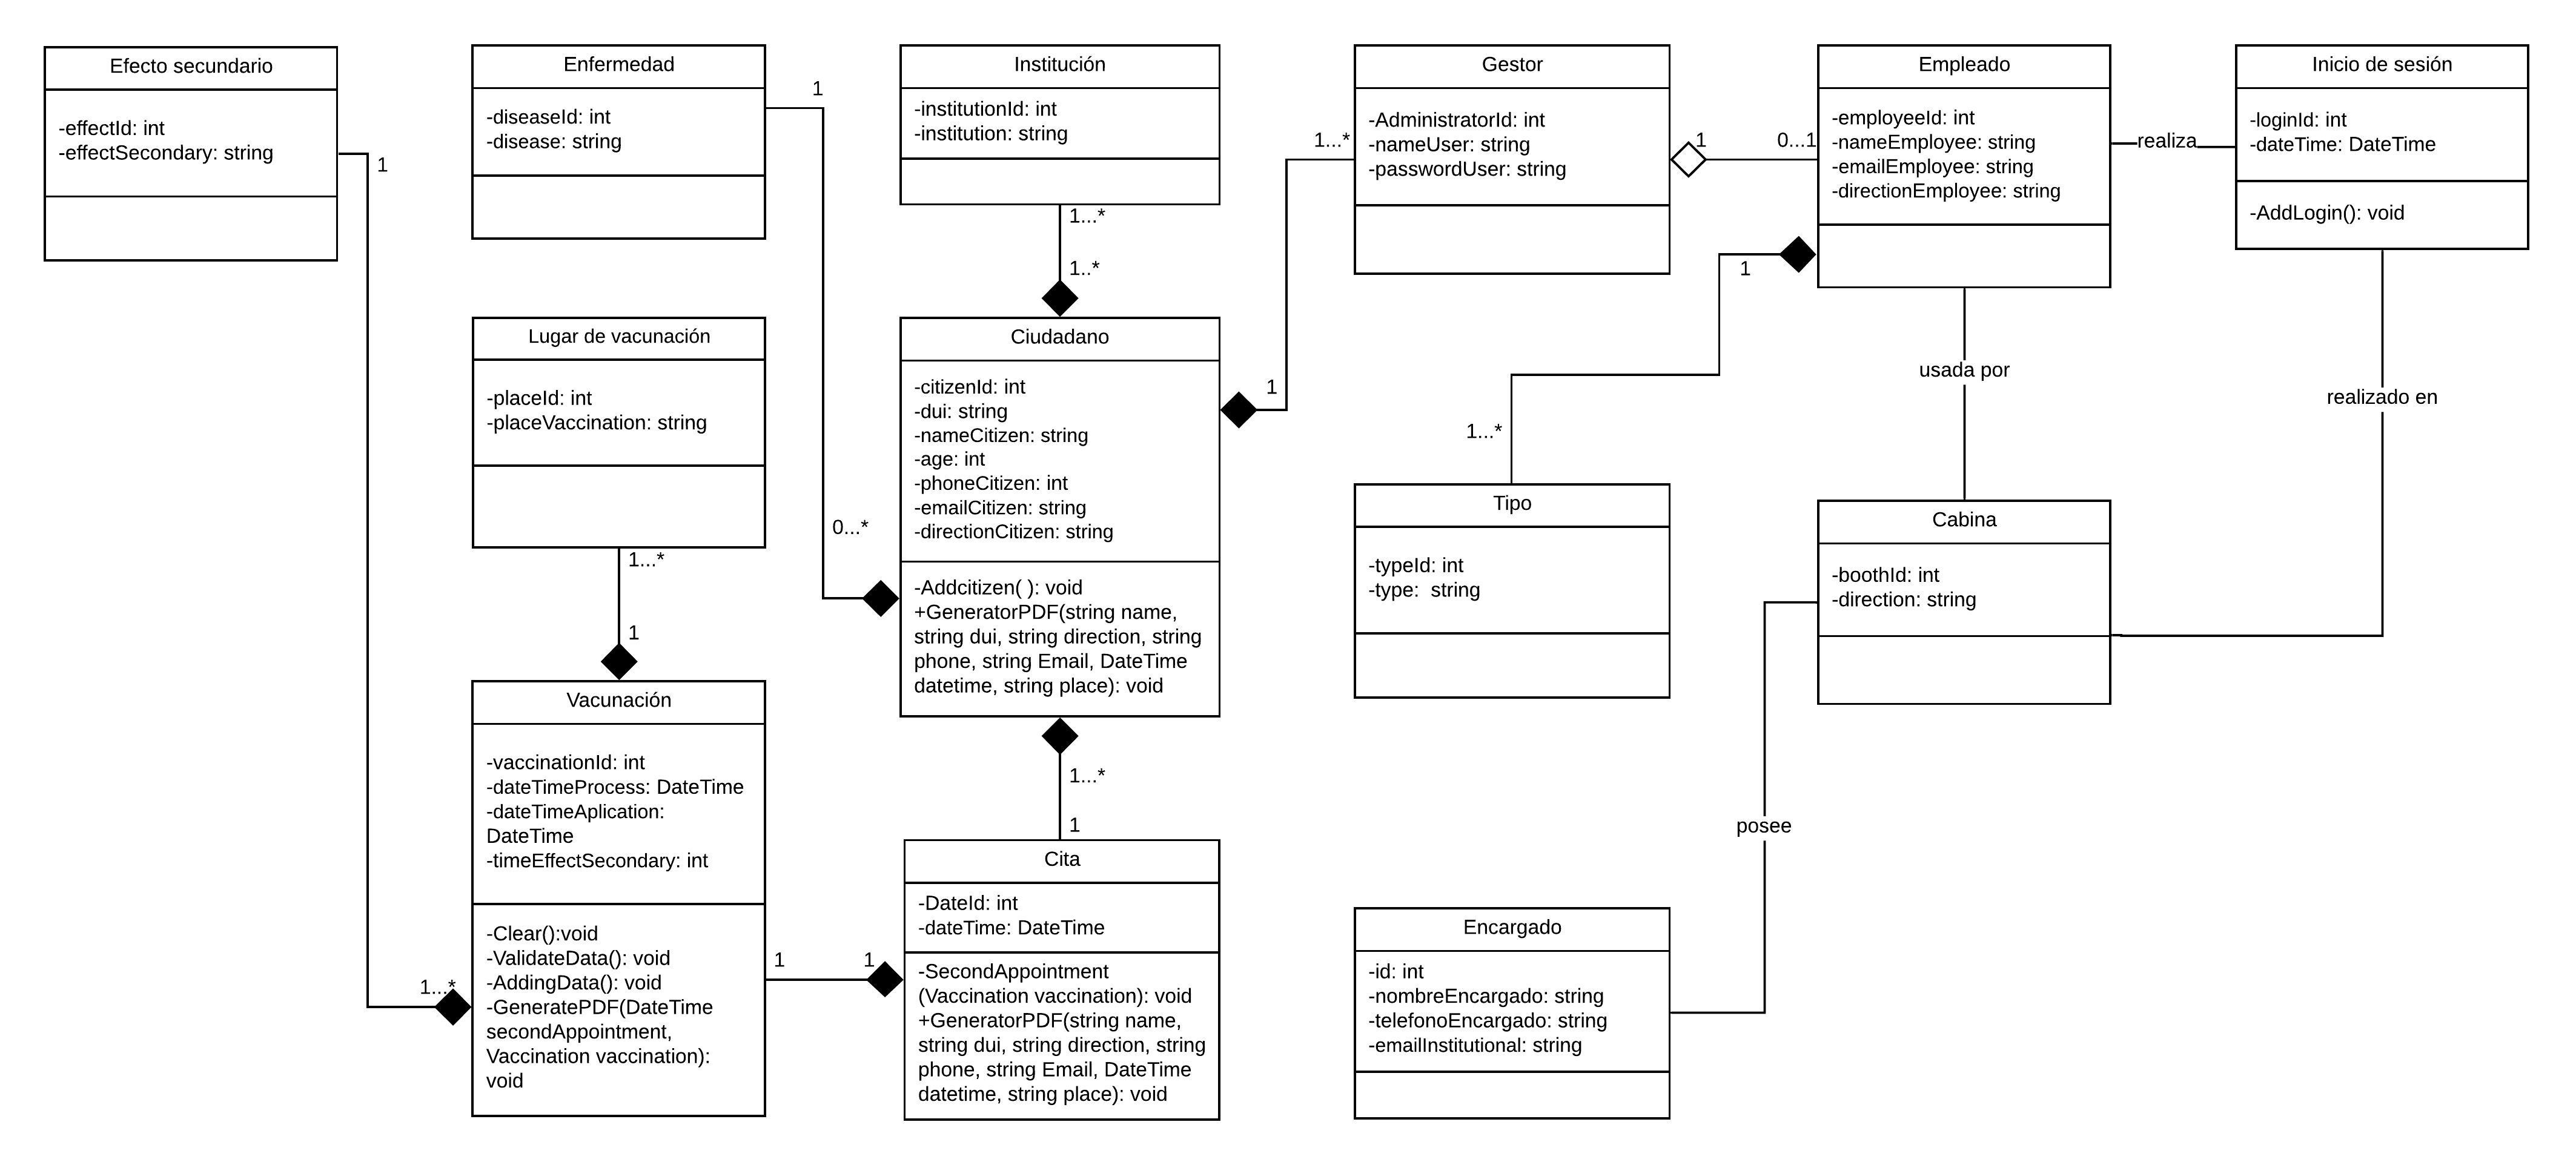 Efecto secundario
-effectId: int
-effectSecondary: string
1
1...*
Enfermedad
-diseaseId: int
-disease: string
1
0...*
Institución
-institutionId: int
-institution: string
1...*
1..*
Gestor
-AdministratorId: int
-nameUser: string
-passwordUser: string
1...*
1
1
0...1
Empleado
-employeeId: int
-nameEmployee: string
-emailEmployee: string
-directionEmployee: string
realiza
Inicio de sesión
-loginId: int
-dateTime: DateTime
-AddLogin(): void
1
1...*
usada por
realizado en
Lugar de vacunación
-placeId: int
-placeVaccination: string
1...*
1
Ciudadano
-citizenId: int
-dui: string
-nameCitizen: string
-age: int
-phoneCitizen: int
-emailCitizen: string
-directionCitizen: string
-Addcitizen( ): void
+GeneratorPDF(string name,
string dui, string direction, string
phone, string Email, DateTime
datetime, string place): void
1...*
1
Tipo
-typeId: int
-type:  string
Cabina
-boothId: int
-direction: string
posee
Vacunación
-vaccinationId: int
-dateTimeProcess: DateTime
-dateTimeAplication:
DateTime
-timeEffectSecondary: int
-Clear():void
-ValidateData(): void
-AddingData(): void
-GeneratePDF(DateTime
secondAppointment,
Vaccination vaccination):
void
1
1
Cita
-DateId: int
-dateTime: DateTime
-SecondAppointment
(Vaccination vaccination): void
+GeneratorPDF(string name,
string dui, string direction, string
phone, string Email, DateTime
datetime, string place): void
Encargado
-id: int
-nombreEncargado: string
-telefonoEncargado: string
-emailInstitutional: string